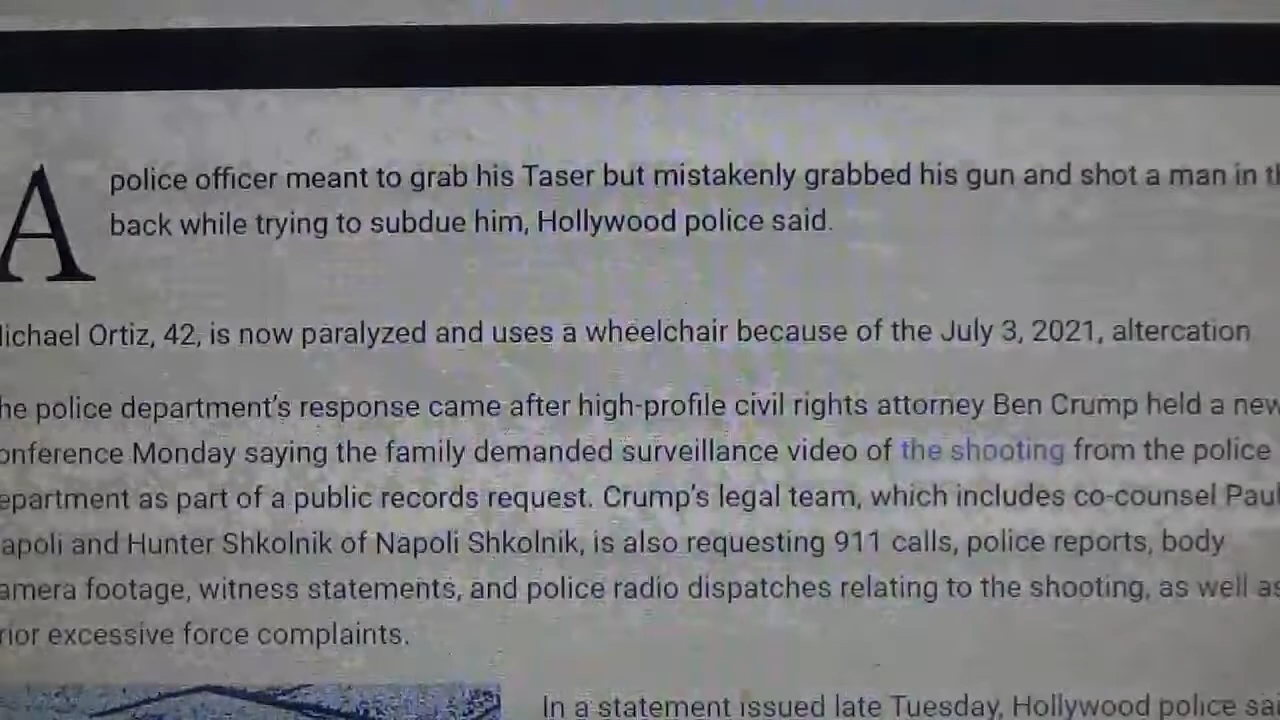 A police officer meant to grab his Taser but mistakenly grabbed his gun and shot a man in th
back while trying to subdue him, Hollywood police said.
ichael Ortiz, 42, is now paralyzed and uses a wheelchair because of the July 3, 2021, altercation
he police department's response came after high-profile civil rights attorney Ben Crump held a new
onference Monday saying the family demanded surveillance video of the shooting from the police
epartment as part of a public records request. Crump's legal team, which includes co-counsel Paul
apoli and Hunter Shkolnik of Napoli Shkolnik, is also requesting 911 calls, police reports, body
amera footage, witness statements, and police radio dispatches relating to the shooting, as well as
rior excessive force complaints.
In a statement issued late Tuesday, Hollywood police sai